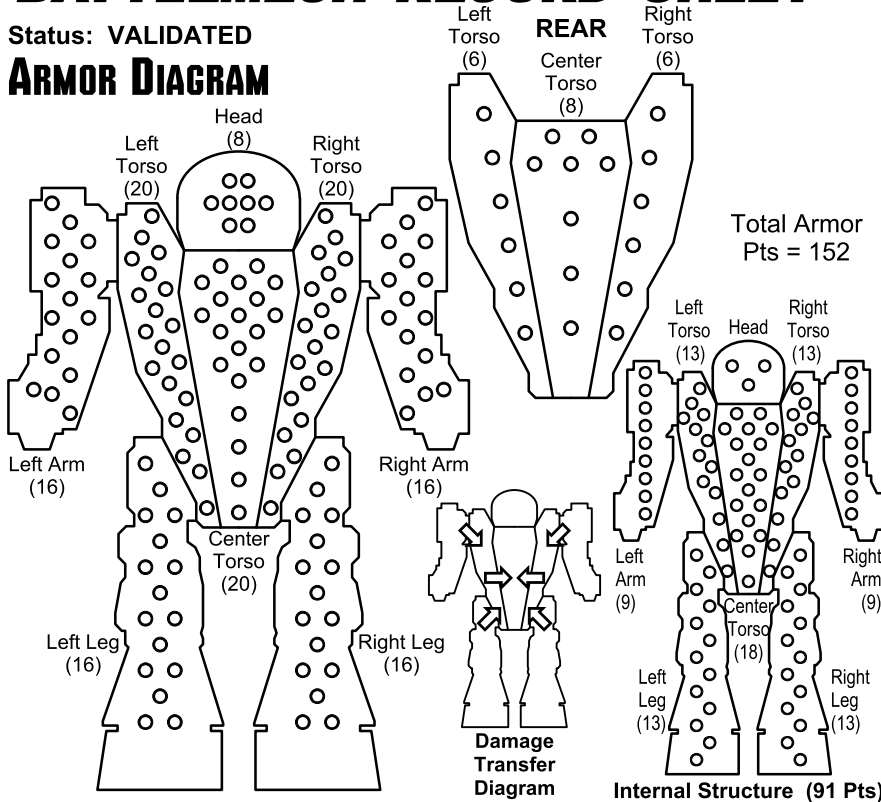 BATTLEMECH RECORD SHEET
Status: VALIDATED
ARMOR DIAGRAM
Head
(8)
Left
Torso
(20)
Right
Torso
(20)
Left Arm
(16)
Right Arm
(16)
Center
Torso
(20)
Left Leg
(16)
Right Leg
(16)
REAR
Left
Torso
(6)
Center
Torso
(8)
Right
Torso
(6)
Total Armor
Pts = 152
Damage
Transfer
Diagram
Left
Torso
(13)
Head
Right
Torso
(13)
Left
Arm
(9)
Right
Arm
(9)
Center
Torso
(18)
Left
Leg
(13)
Right
Leg
(13)
Internal Structure (91 Pts)